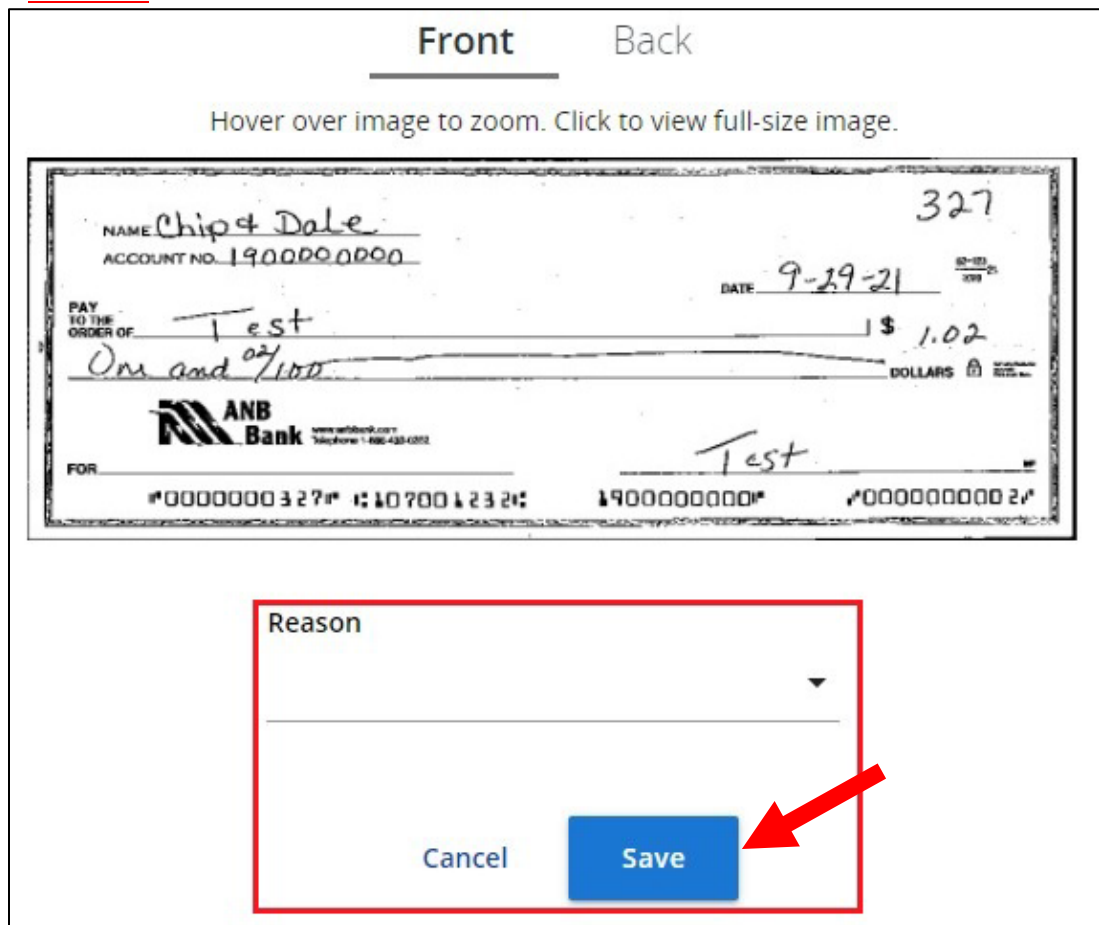 Front Back
Hover over image to zoom. Click to view full-size image.
327
NAME Chip & Dale
ACCOUNT NO. 1900000000
DATE 9-29-21
PAY TO THE ORDER OF Test $ 1.02
One and 02/100 DOLLARS
ANB
Bank
FOR Test
⑈0000000327⑈ ⑆107001232⑆ 1900000000⑈ ⑇0000000002⑇
Reason
Cancel Save